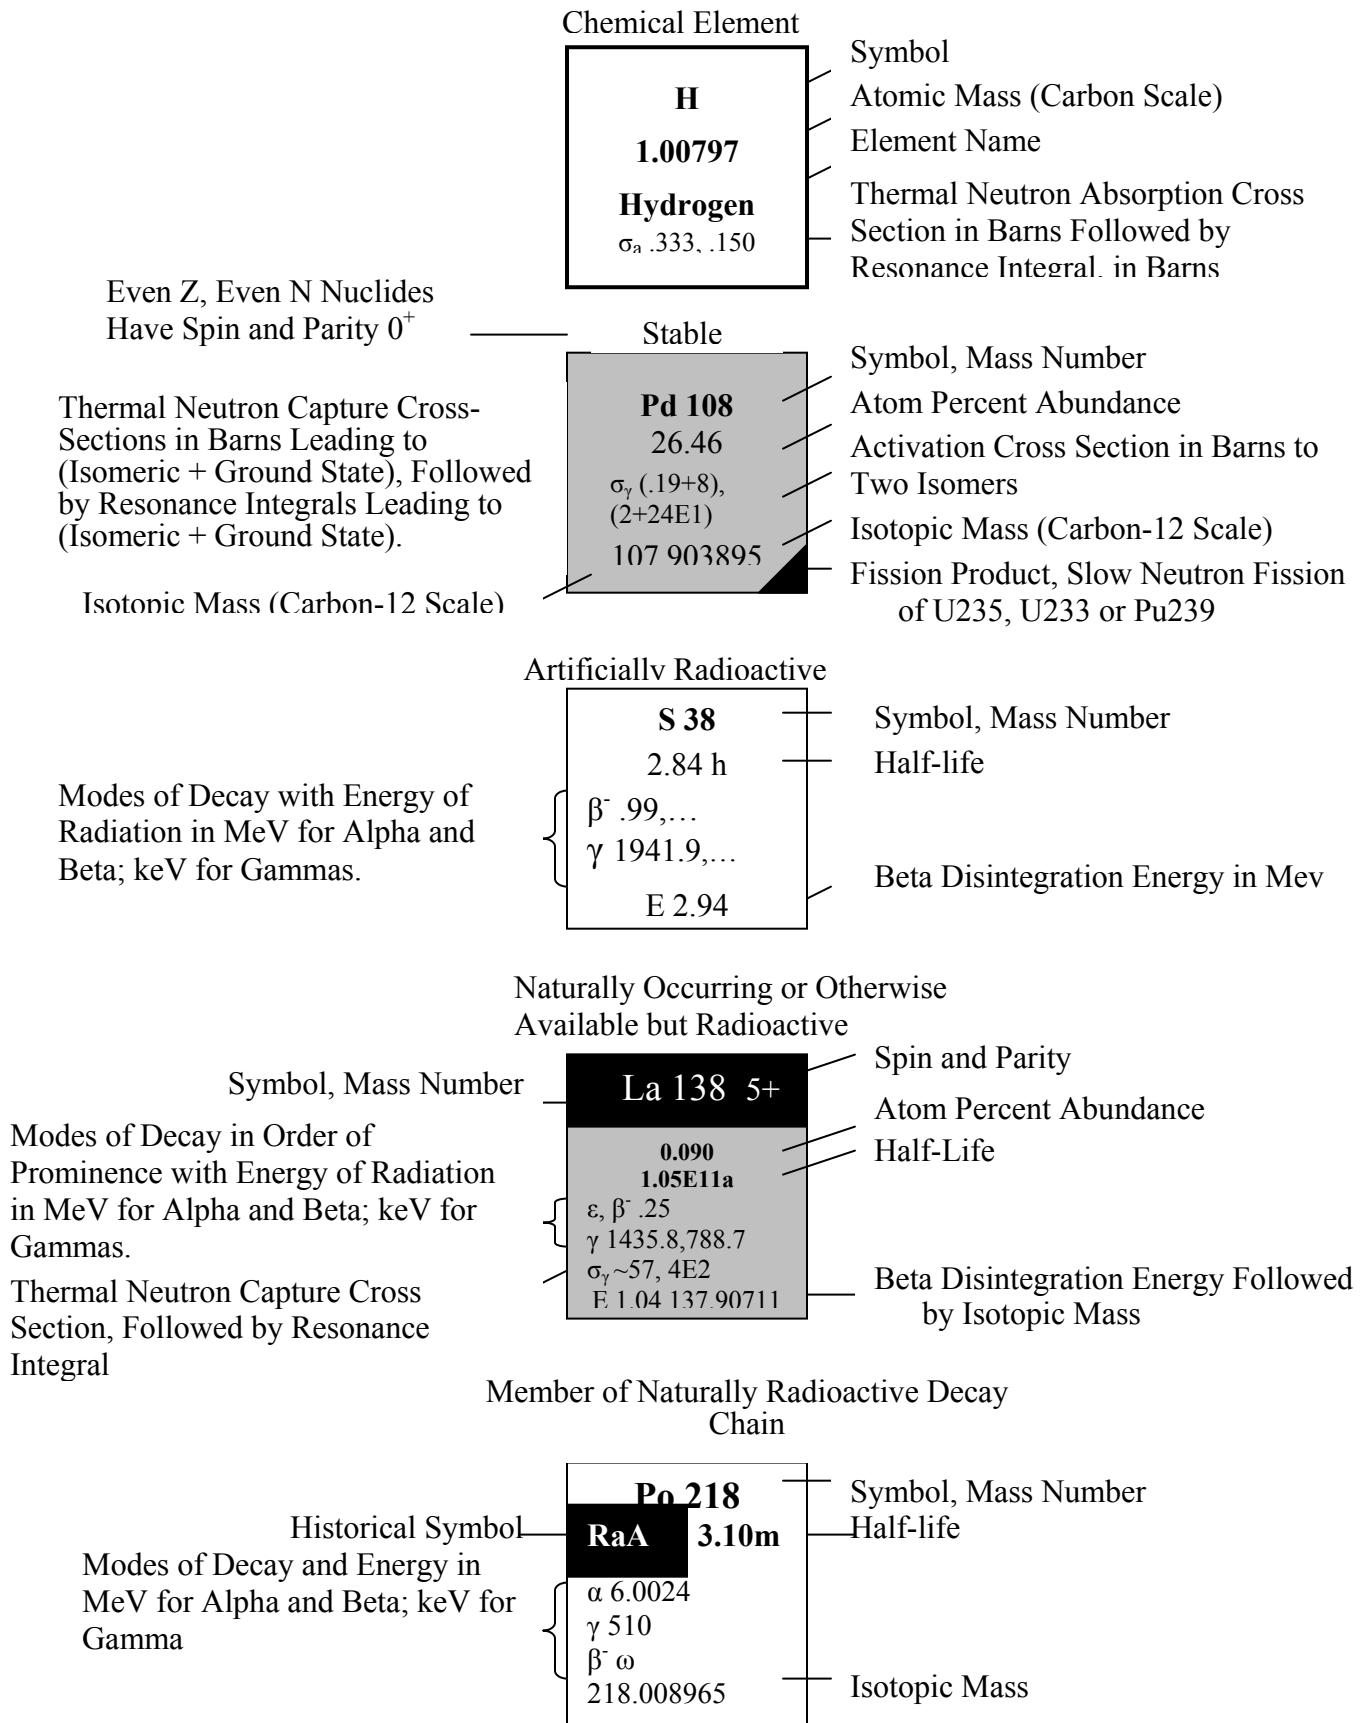 Chemical Element
H
1.00797
Hydrogen
σa .333, .150
Symbol
Atomic Mass (Carbon Scale)
Element Name
Thermal Neutron Absorption Cross
Section in Barns Followed by
Resonance Integral, in Barns
Even Z, Even N Nuclides
Have Spin and Parity 0⁺
Stable
Thermal Neutron Capture Cross-
Sections in Barns Leading to
(Isomeric + Ground State), Followed
by Resonance Integrals Leading to
(Isomeric + Ground State).
Isotopic Mass (Carbon-12 Scale)
Pd 108
26.46
σγ (.19+8),
(2+24E1)
107 903895
Symbol, Mass Number
Atom Percent Abundance
Activation Cross Section in Barns to
Two Isomers
Isotopic Mass (Carbon-12 Scale)
Fission Product, Slow Neutron Fission
of U235, U233 or Pu239
Artificially Radioactive
Modes of Decay with Energy of
Radiation in MeV for Alpha and
Beta; keV for Gammas.
S 38
2.84 h
β⁻ .99,…
γ 1941.9,…
E 2.94
Symbol, Mass Number
Half-life
Beta Disintegration Energy in Mev
Naturally Occurring or Otherwise
Available but Radioactive
Symbol, Mass Number
Modes of Decay in Order of
Prominence with Energy of Radiation
in MeV for Alpha and Beta; keV for
Gammas.
Thermal Neutron Capture Cross
Section, Followed by Resonance
Integral
La 138 5+
0.090
1.05E11a
ε, β⁻ .25
γ 1435.8,788.7
σγ ~57, 4E2
E 1.04 137.90711
Spin and Parity
Atom Percent Abundance
Half-Life
Beta Disintegration Energy Followed
by Isotopic Mass
Member of Naturally Radioactive Decay
Chain
Historical Symbol
Modes of Decay and Energy in
MeV for Alpha and Beta; keV for
Gamma
Po 218
RaA 3.10m
α 6.0024
γ 510
β⁻ ω
218.008965
Symbol, Mass Number
Half-life
Isotopic Mass